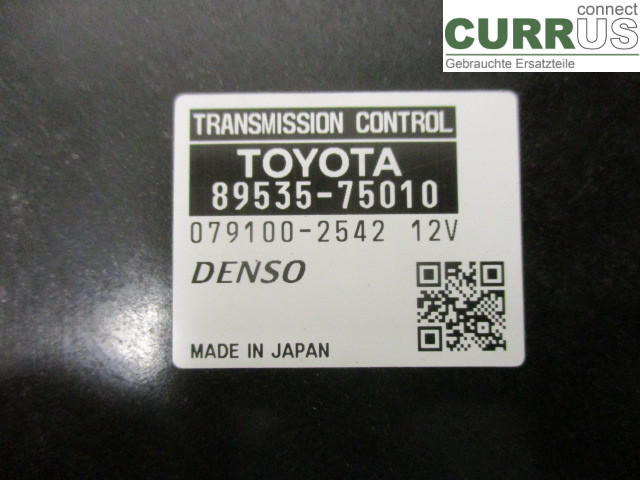 connect
CURRUS
Gebrauchte Ersatzteile
TRANSMISSION CONTROL
TOYOTA
89535-75010
079100-2542 12V
DENSO
MADE IN JAPAN